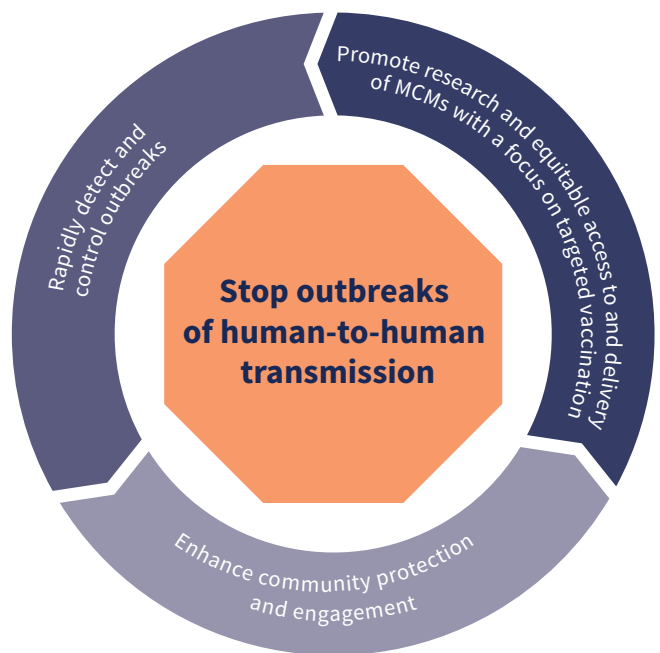 Promote research and equitable access to and delivery
of MCMs with a focus on targeted vaccination
Rapidly detect and
control outbreaks
Stop outbreaks
of human-to-human
transmission
Enhance community protection
and engagement